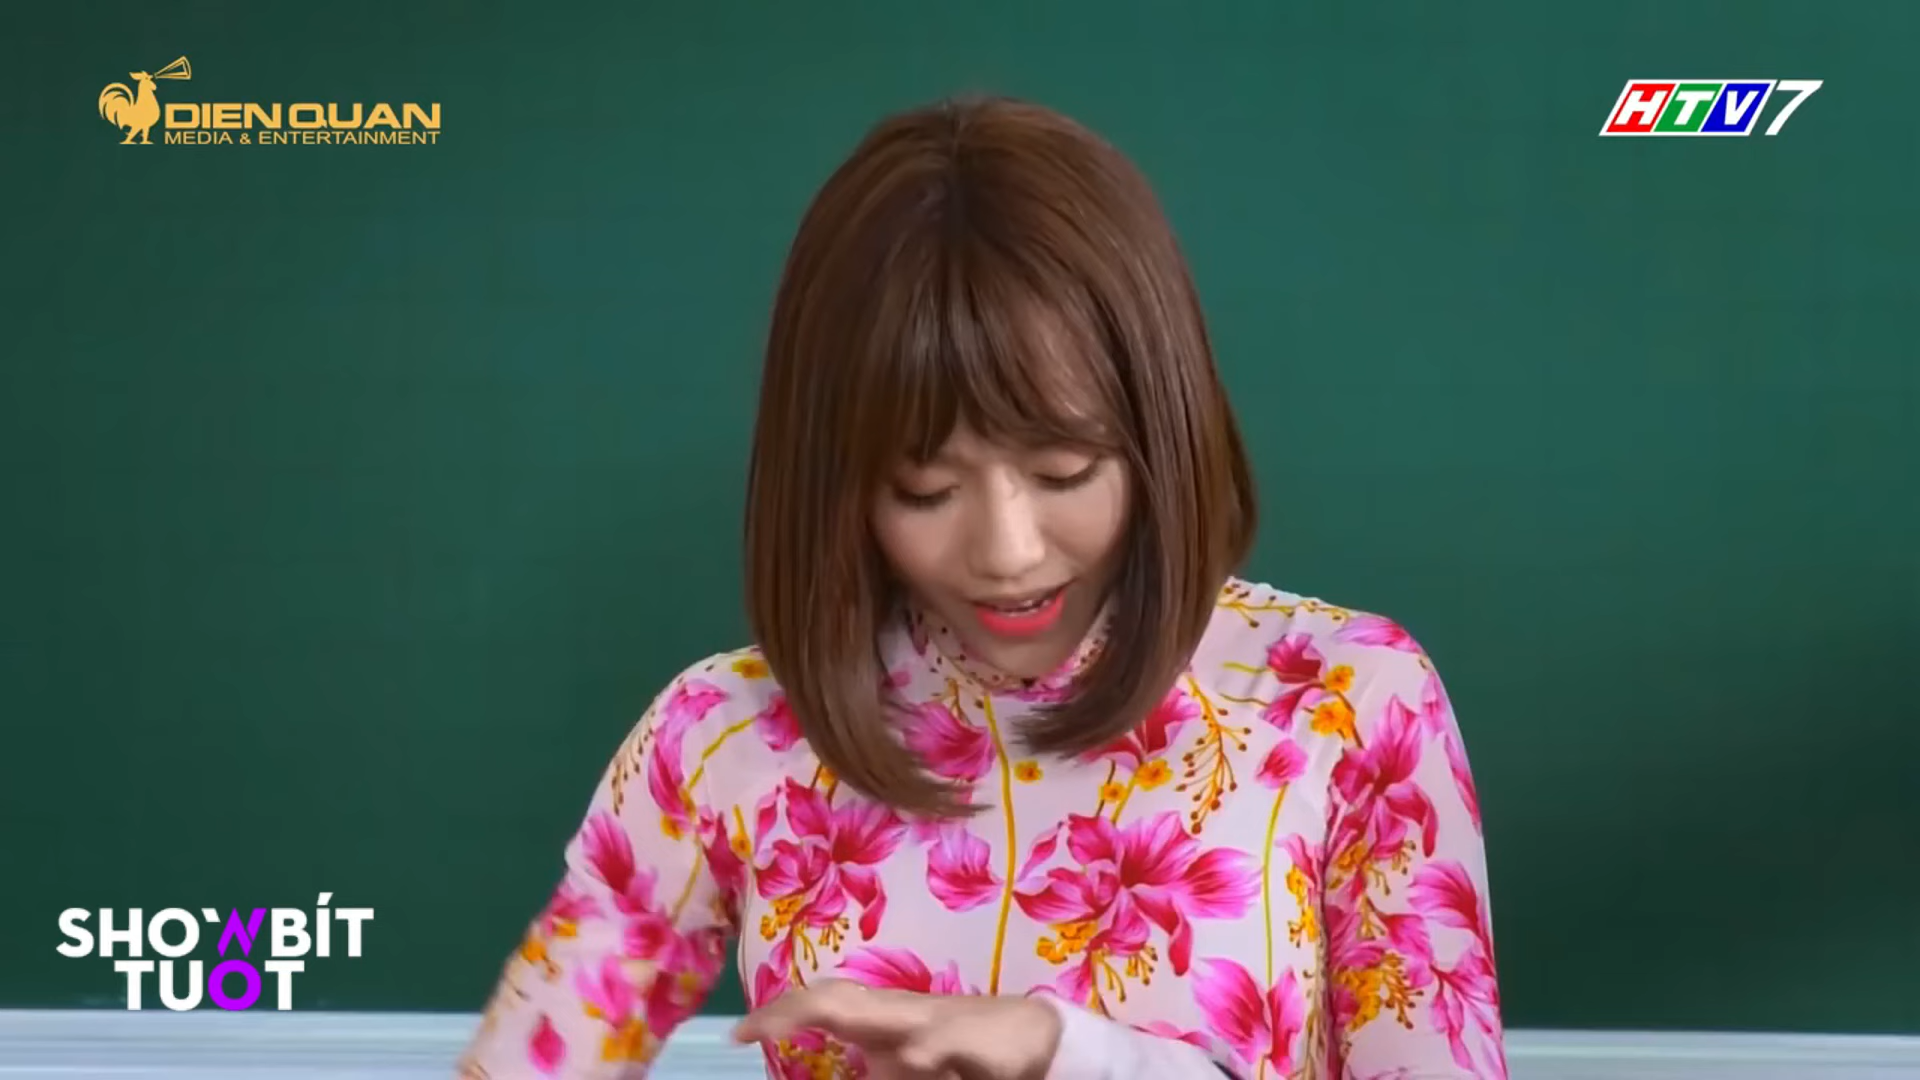 DIEN QUAN
MEDIA & ENTERTAINMENT
HTV7
SHOWBÍT
TUOT